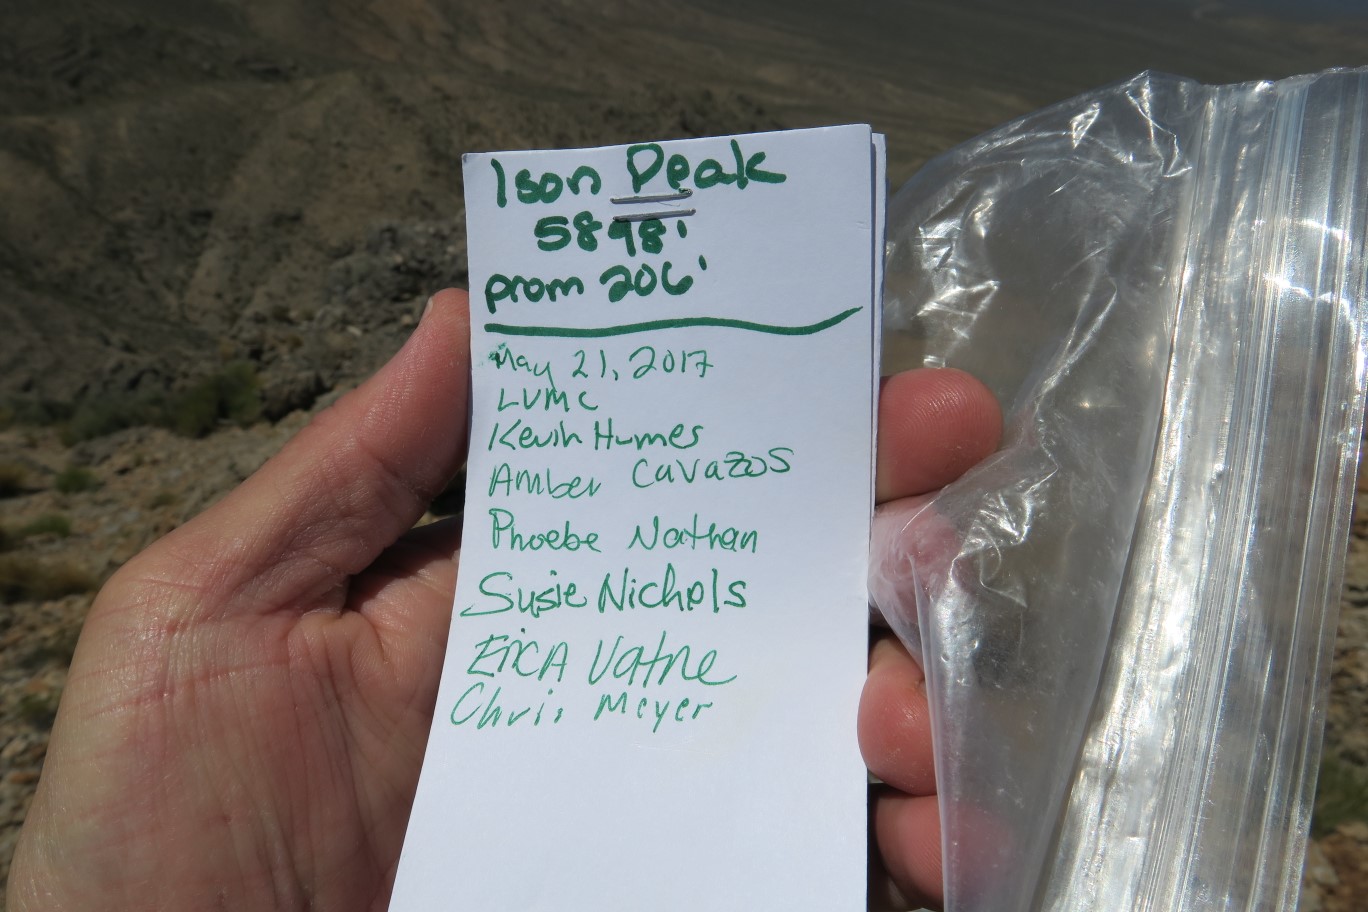 Ison Peak
5898'
prom 206'
May 21, 2017
LVMC
Kevin Humes
Amber Cavazos
Phoebe Nathan
Susie Nichols
ERICA Vatne
Chris Meyer